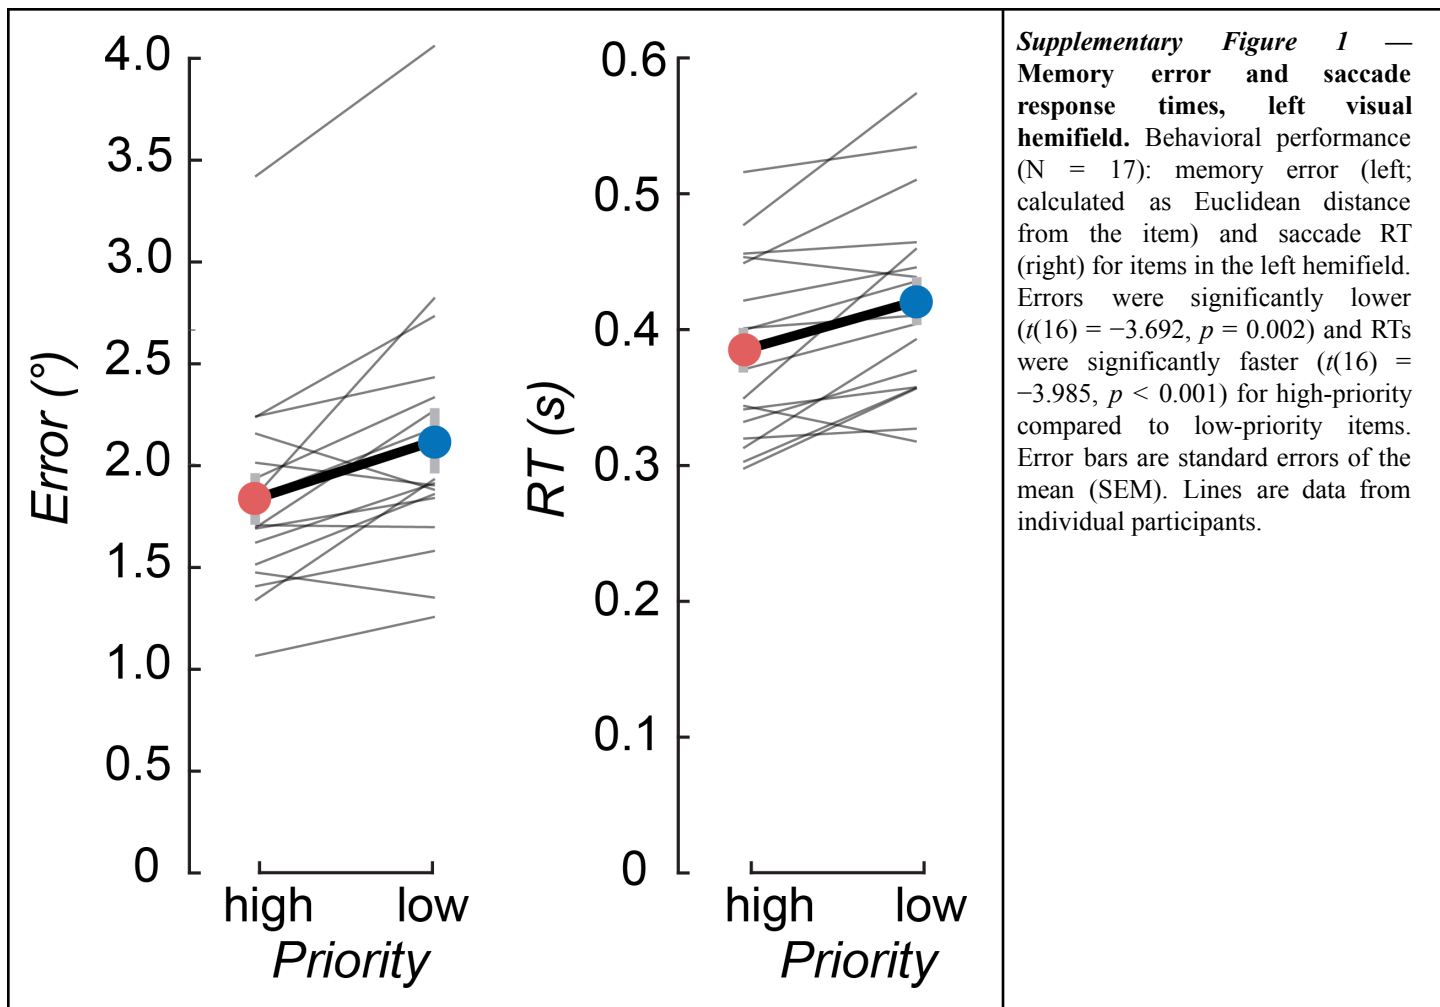 4.0
3.5
3.0
2.5
2.0
1.5
1.0
0.5
0
Error (°)
high low
Priority
0.6
0.5
0.4
0.3
0.2
0.1
0
RT (s)
high low
Priority
Supplementary Figure 1 —
Memory error and saccade
response times, left visual
hemifield. Behavioral performance
(N = 17): memory error (left;
calculated as Euclidean distance
from the item) and saccade RT
(right) for items in the left hemifield.
Errors were significantly lower
(t(16) = −3.692, p = 0.002) and RTs
were significantly faster (t(16) =
−3.985, p < 0.001) for high-priority
compared to low-priority items.
Error bars are standard errors of the
mean (SEM). Lines are data from
individual participants.